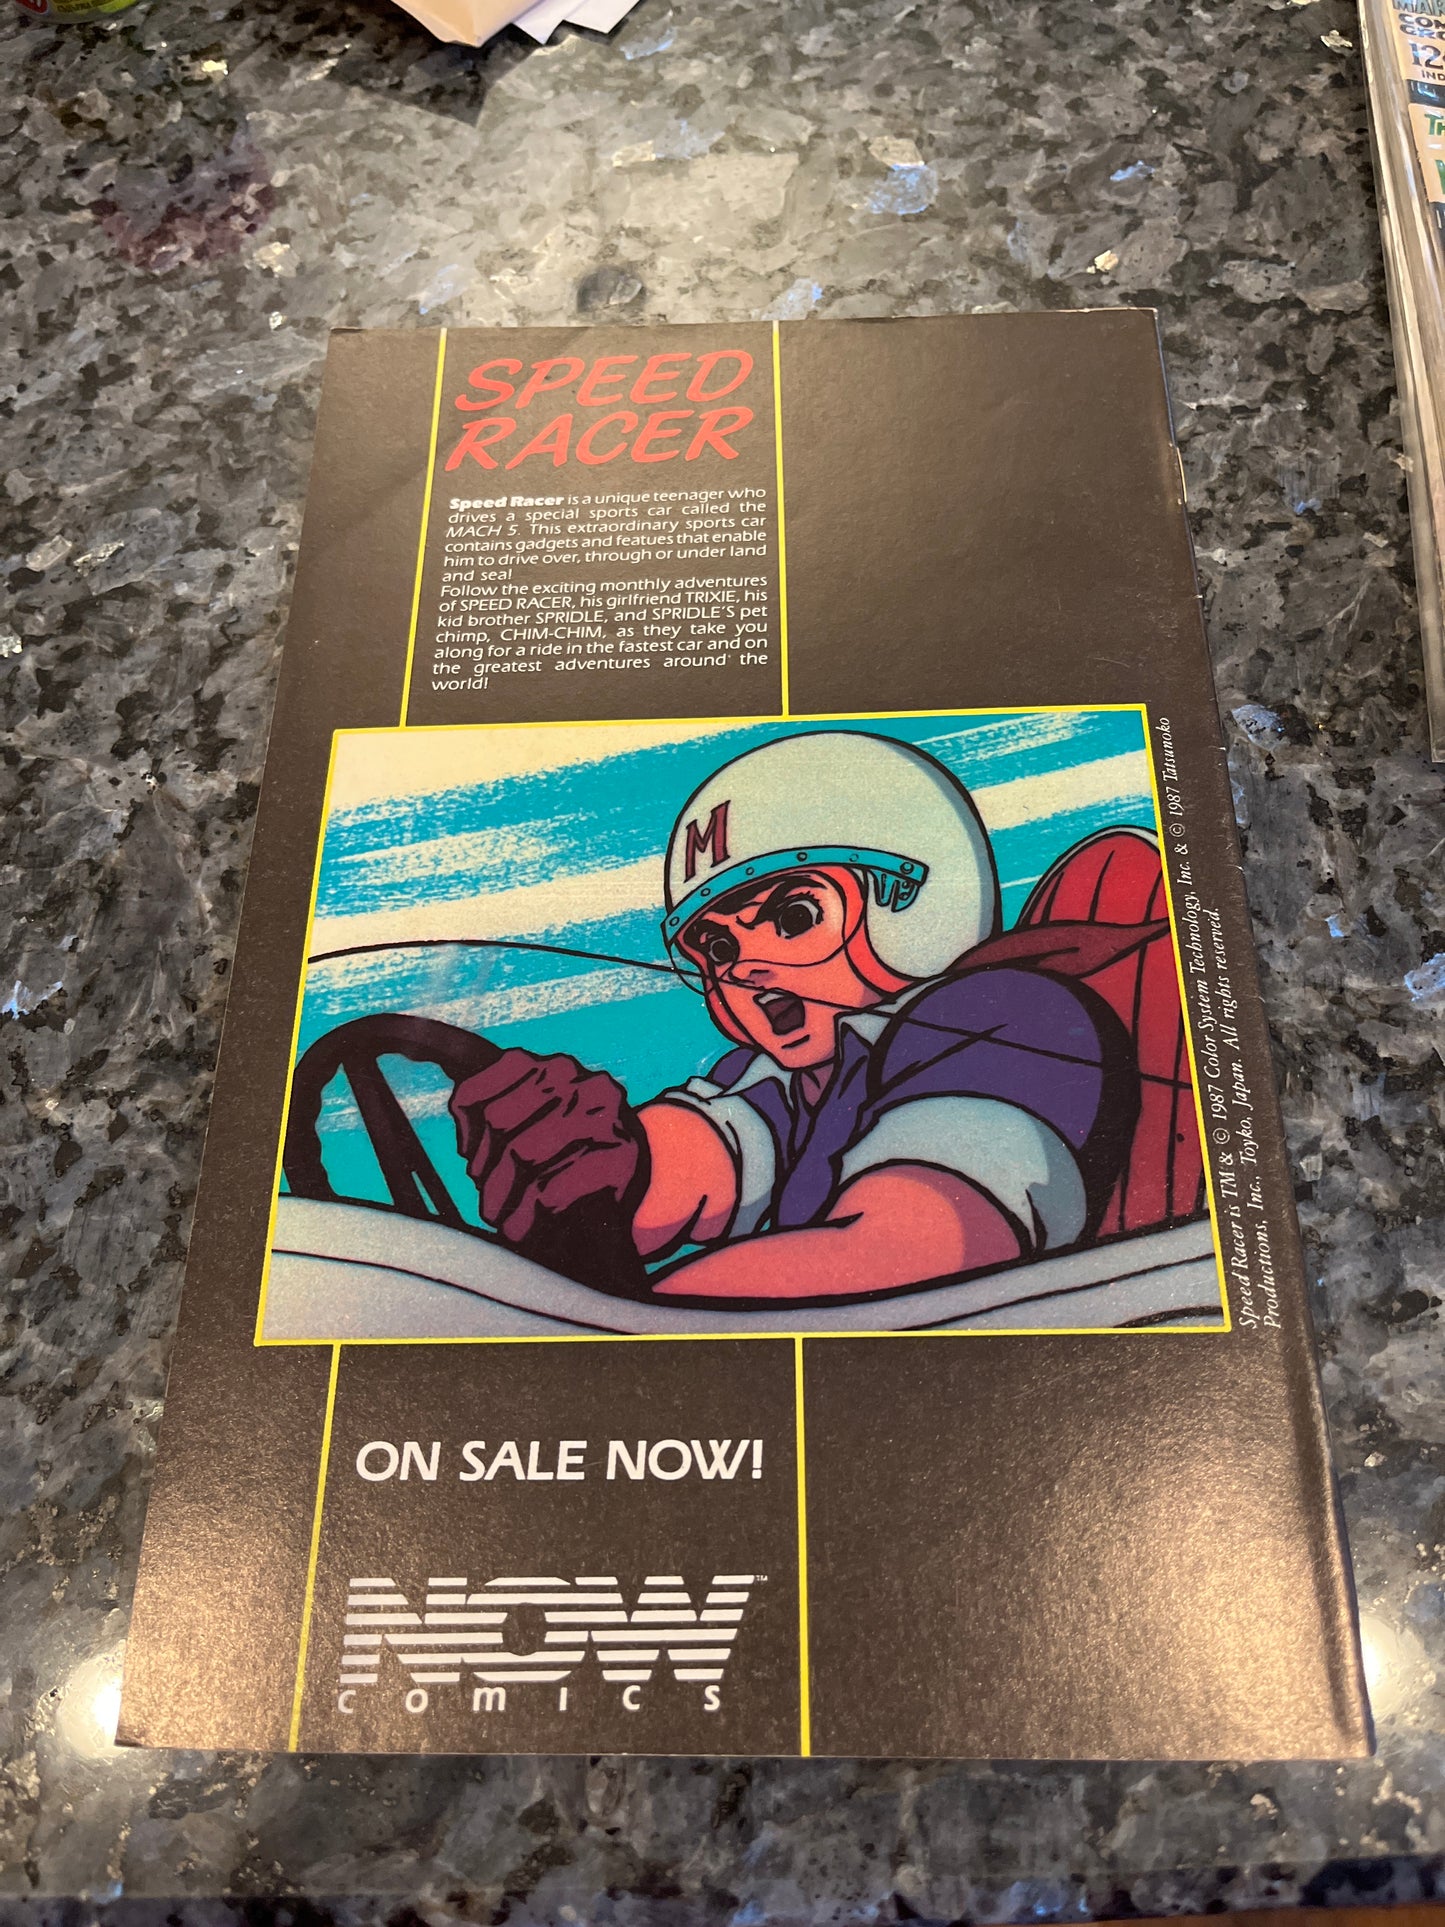 SPEED
RACER
Speed Racer is a unique teenager who
drives a special sports car called the
MACH 5. This extraordinary sports car
contains gadgets and featues that enable
him to drive over, through or under land
and sea!
Follow the exciting monthly adventures
of SPEED RACER, his girlfriend TRIXIE, his
kid brother SPRIDLE, and SPRIDLE'S pet
chimp, CHIM-CHIM, as they take you
along for a ride in the fastest car and on
the greatest adventures around the
world!
M
Speed Racer is TM & © 1987 Color System Technology, Inc. & © 1987 Tatsunoko
Productions, Inc., Toyko, Japan. All rights reserved.
ON SALE NOW!
NOW™
COMICS
12
IND